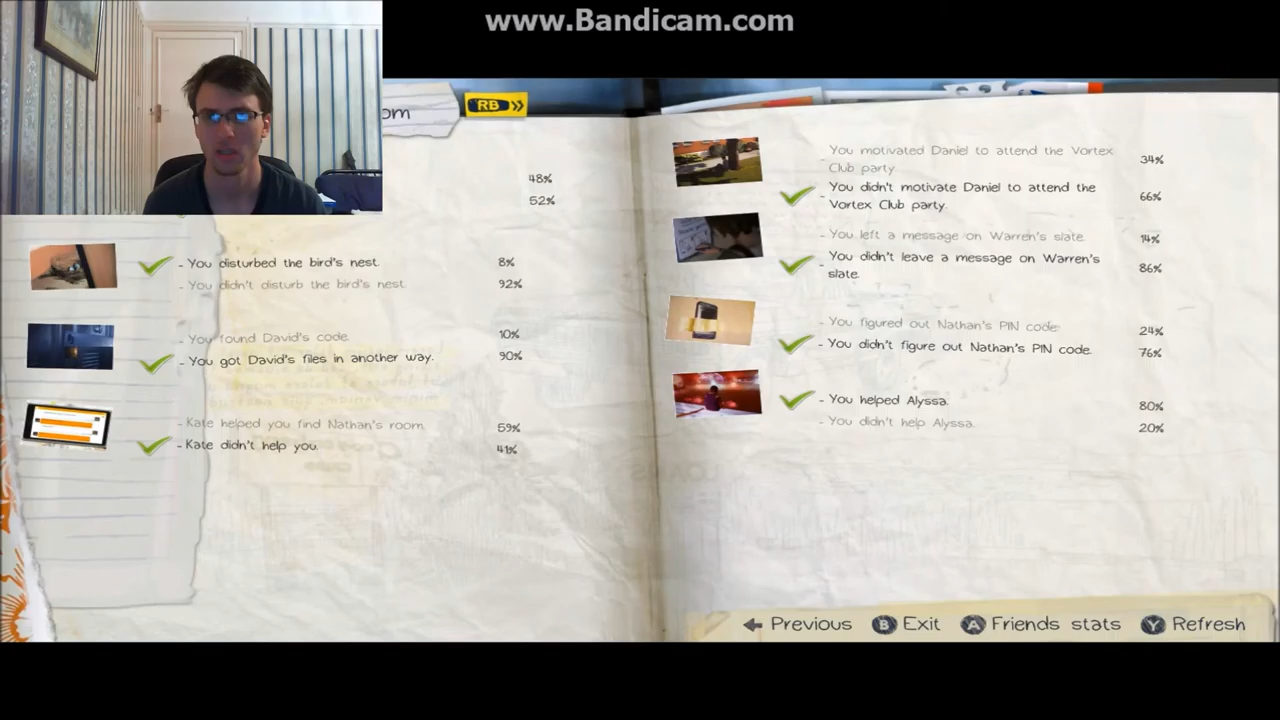 www.Bandicam.com
om
RB
48%
52%
- You disturbed the bird's nest. 8%
- You didn't disturb the bird's nest. 92%
- You found David's code. 10%
- You got David's files in another way. 90%
- Kate helped you find Nathan's room. 59%
- Kate didn't help you. 41%
- You motivated Daniel to attend the Vortex
Club party. 34%
- You didn't motivate Daniel to attend the
Vortex Club party. 66%
- You left a message on Warren's slate. 14%
- You didn't leave a message on Warren's
slate. 86%
- You figured out Nathan's PIN code. 24%
- You didn't figure out Nathan's PIN code. 76%
- You helped Alyssa. 80%
- You didn't help Alyssa. 20%
Previous B Exit A Friends stats Y Refresh